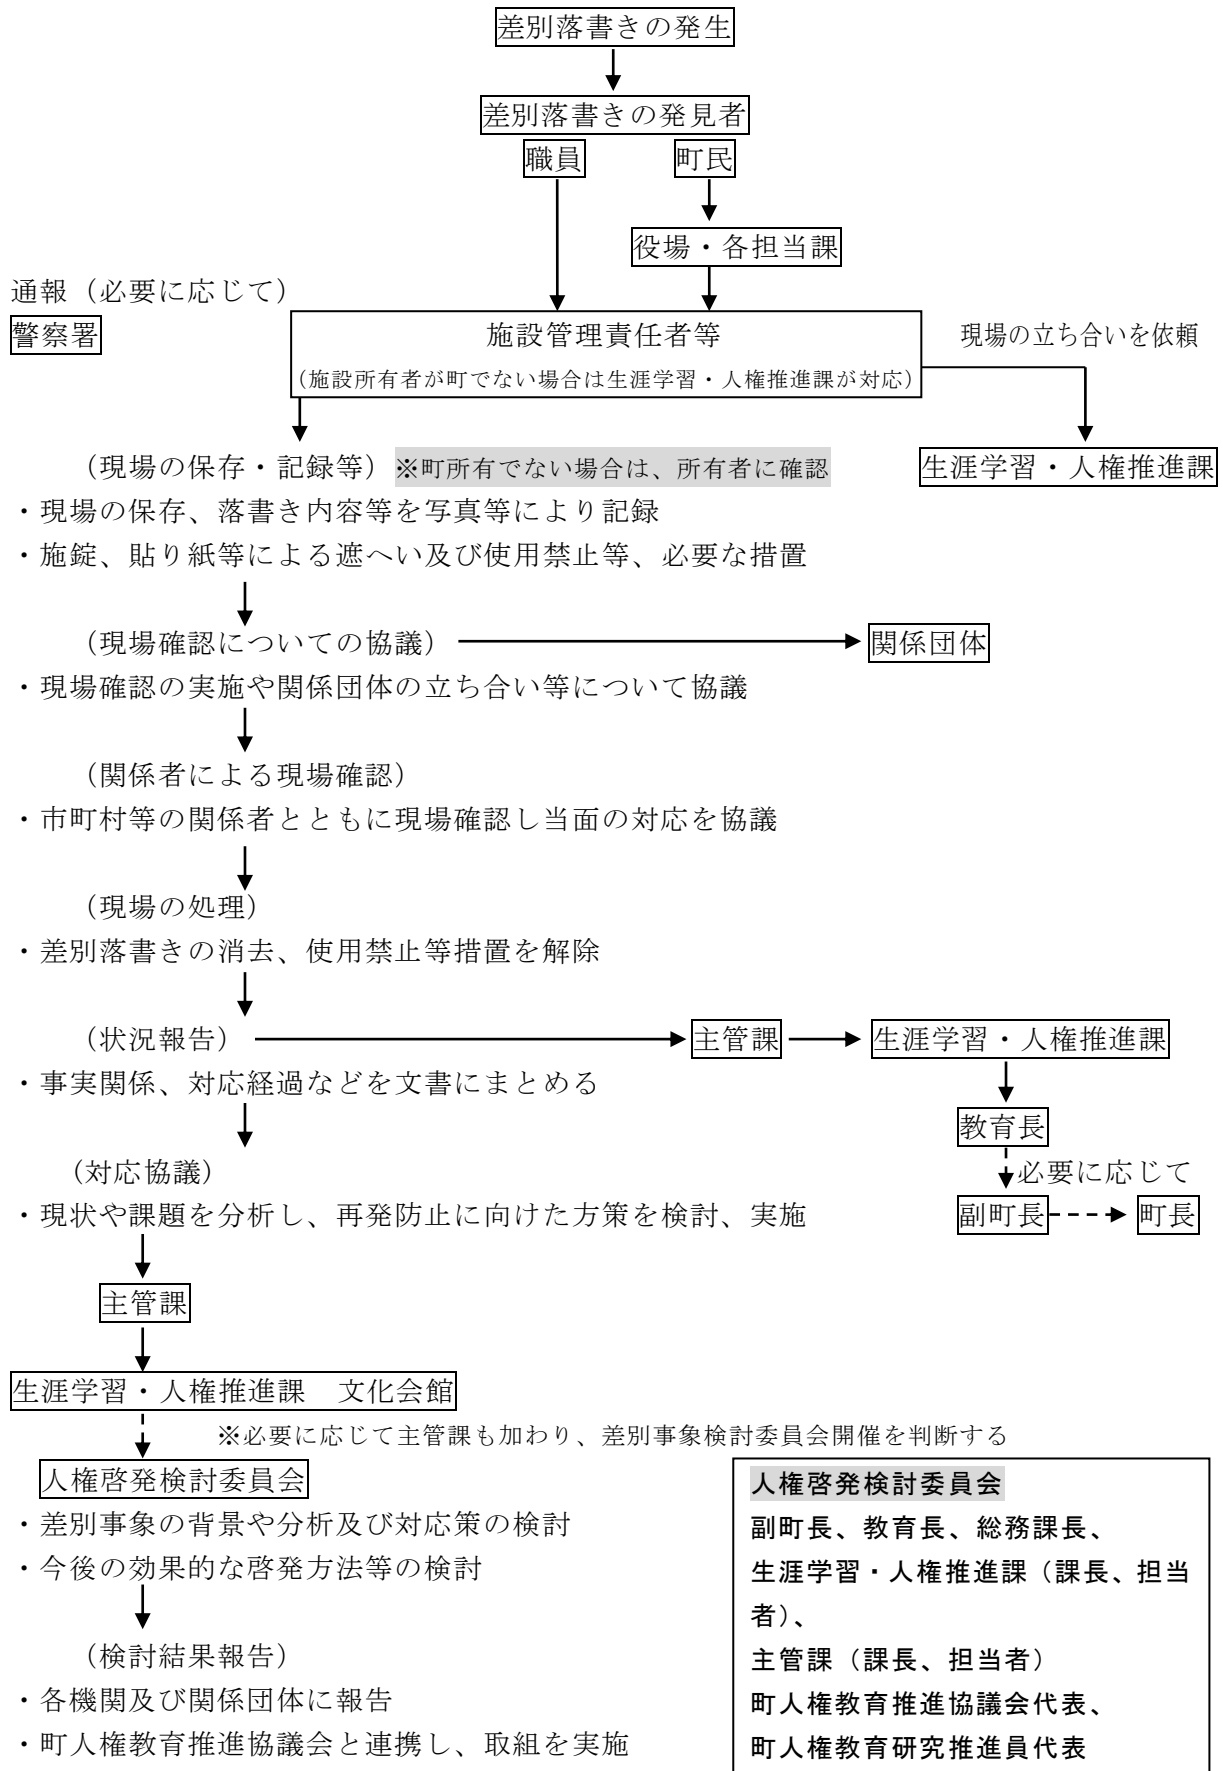 差別落書きの発生
差別落書きの発見者
職員
町民
役場・各担当課
通報（必要に応じて）
警察署
施設管理責任者等
（施設所有者が町でない場合は生涯学習・人権推進課が対応）
現場の立ち合いを依頼
（現場の保存・記録等）※町所有でない場合は、所有者に確認
生涯学習・人権推進課
・現場の保存、落書き内容等を写真等により記録
・施錠、貼り紙等による遮へい及び使用禁止等、必要な措置
（現場確認についての協議）
関係団体
・現場確認の実施や関係団体の立ち合い等について協議
（関係者による現場確認）
・市町村等の関係者とともに現場確認し当面の対応を協議
（現場の処理）
・差別落書きの消去、使用禁止等措置を解除
（状況報告）
主管課
生涯学習・人権推進課
・事実関係、対応経過などを文書にまとめる
教育長
（対応協議）
必要に応じて
・現状や課題を分析し、再発防止に向けた方策を検討、実施
副町長
町長
主管課
生涯学習・人権推進課　文化会館
※必要に応じて主管課も加わり、差別事象検討委員会開催を判断する
人権啓発検討委員会
・差別事象の背景や分析及び対応策の検討
・今後の効果的な啓発方法等の検討
（検討結果報告）
・各機関及び関係団体に報告
・町人権教育推進協議会と連携し、取組を実施
人権啓発検討委員会
副町長、教育長、総務課長、
生涯学習・人権推進課（課長、担当
者）、
主管課（課長、担当者）
町人権教育推進協議会代表、
町人権教育研究推進員代表